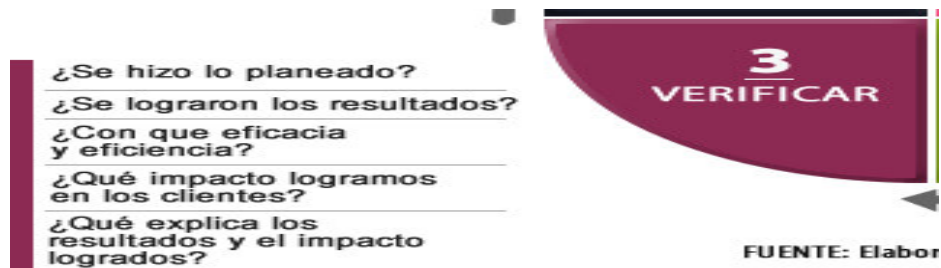 ¿Se hizo lo planeado?
¿Se lograron los resultados?
¿Con que eficacia
y eficiencia?
¿Qué impacto logramos
en los clientes?
¿Qué explica los
resultados y el impacto
logrados?
3
VERIFICAR
FUENTE: Elabor